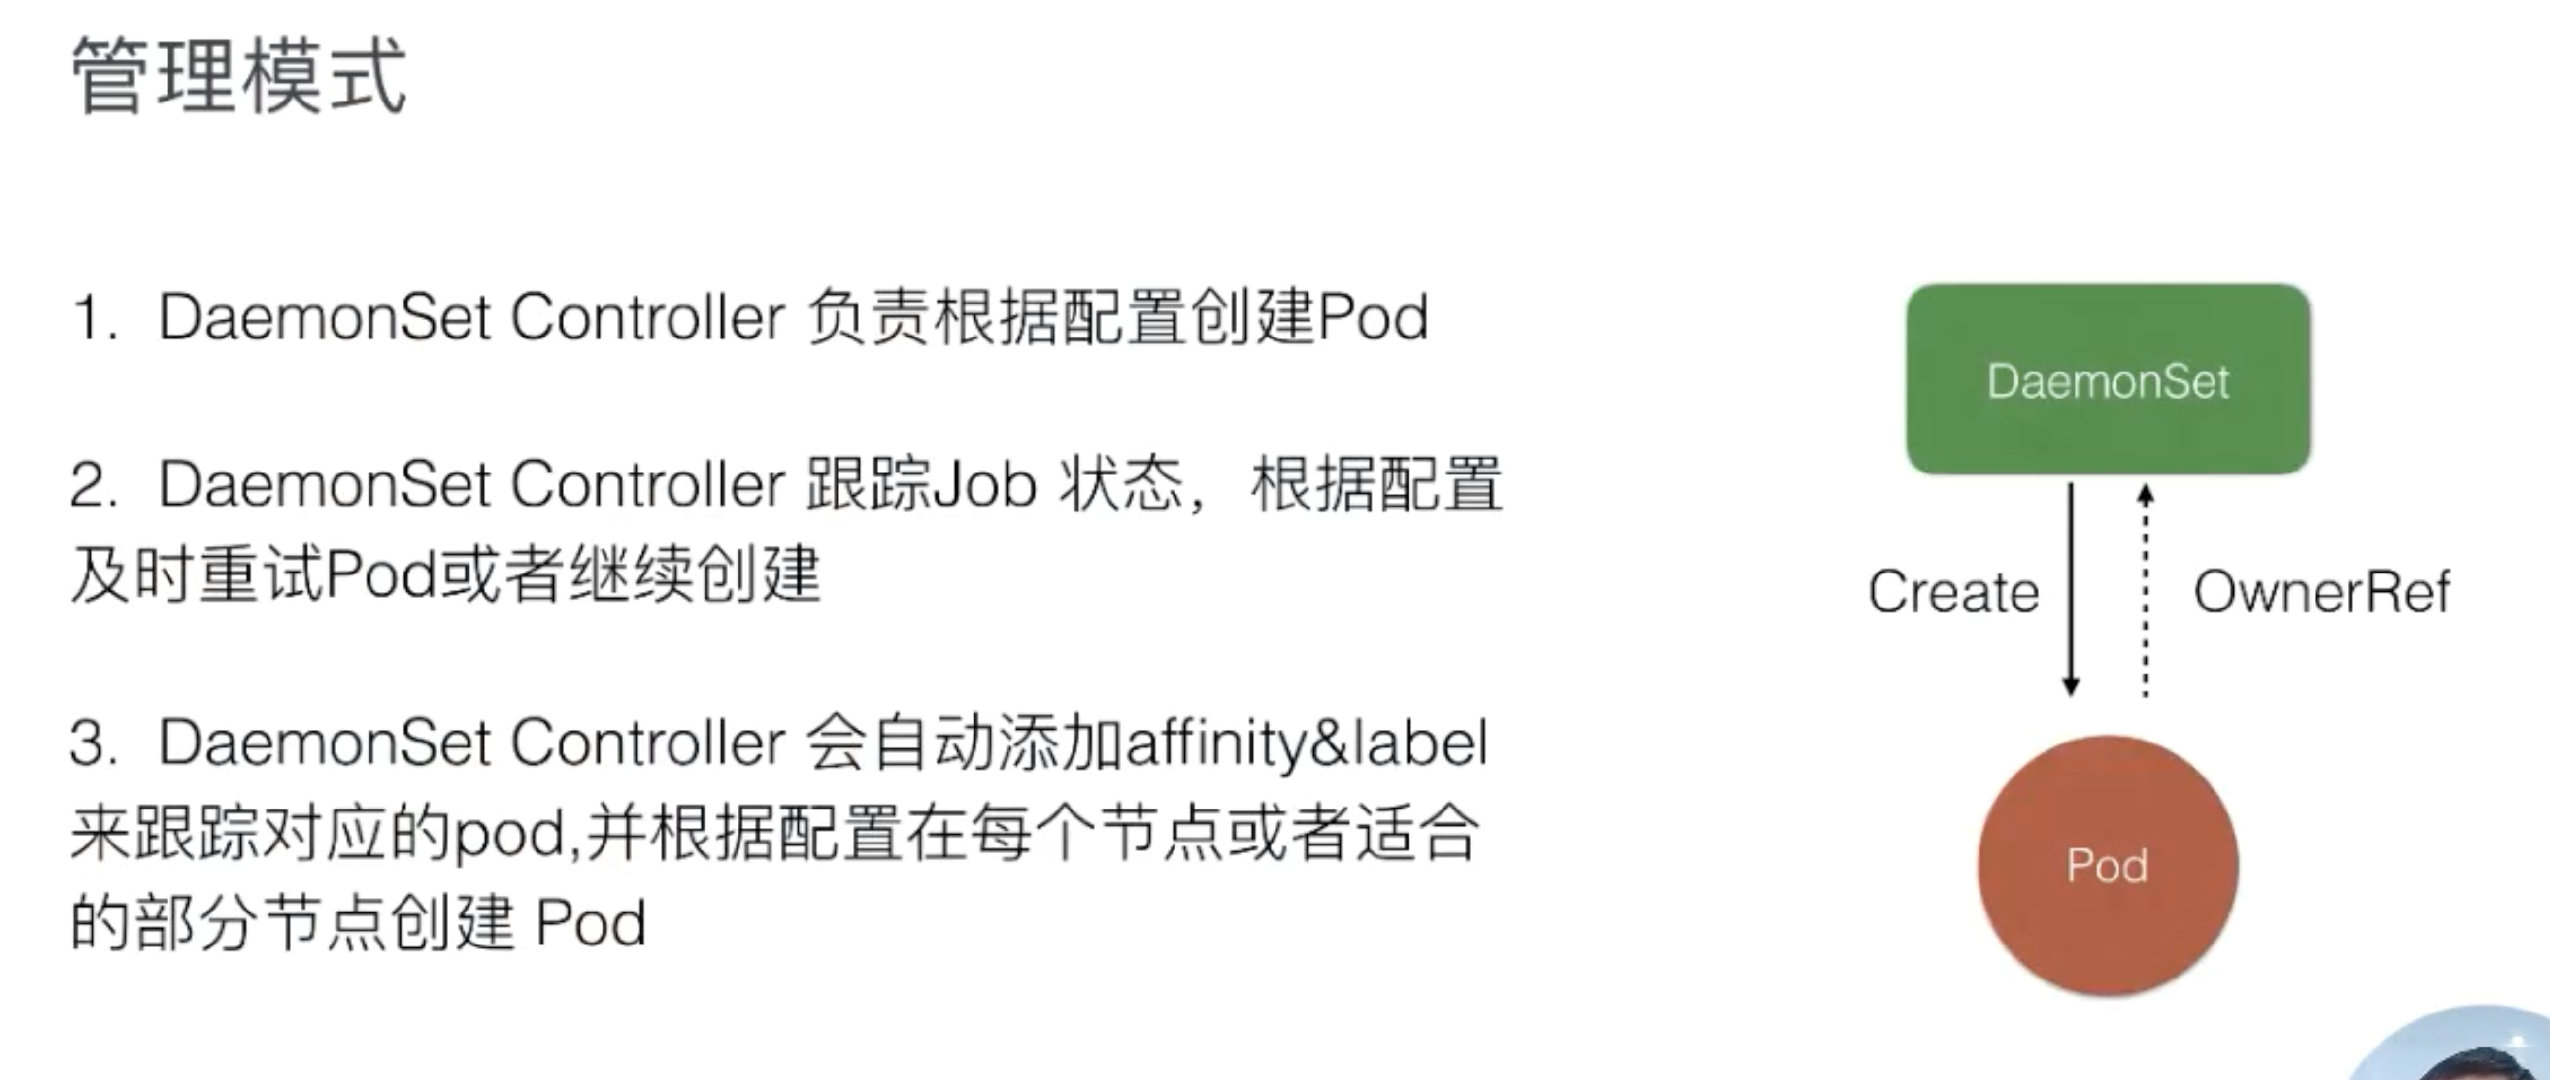 管理模式
1. DaemonSet Controller 负责根据配置创建Pod
2. DaemonSet Controller 跟踪Job 状态，根据配置
及时重试Pod或者继续创建
3. DaemonSet Controller 会自动添加affinity&label
来跟踪对应的pod,并根据配置在每个节点或者适合
的部分节点创建 Pod
DaemonSet
Create
OwnerRef
Pod